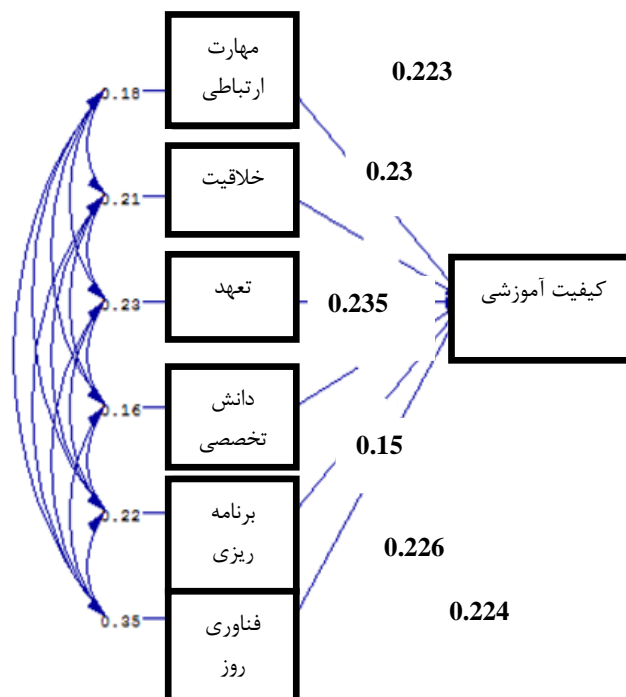 مهارت
ارتباطی
0.223
0.18
خلاقیت
0.23
0.21
تعهد
0.235
0.23
کیفیت آموزشی
دانش
تخصصی
0.16
0.15
برنامه
ریزی
0.22
0.226
فناوری
روز
0.35
0.224